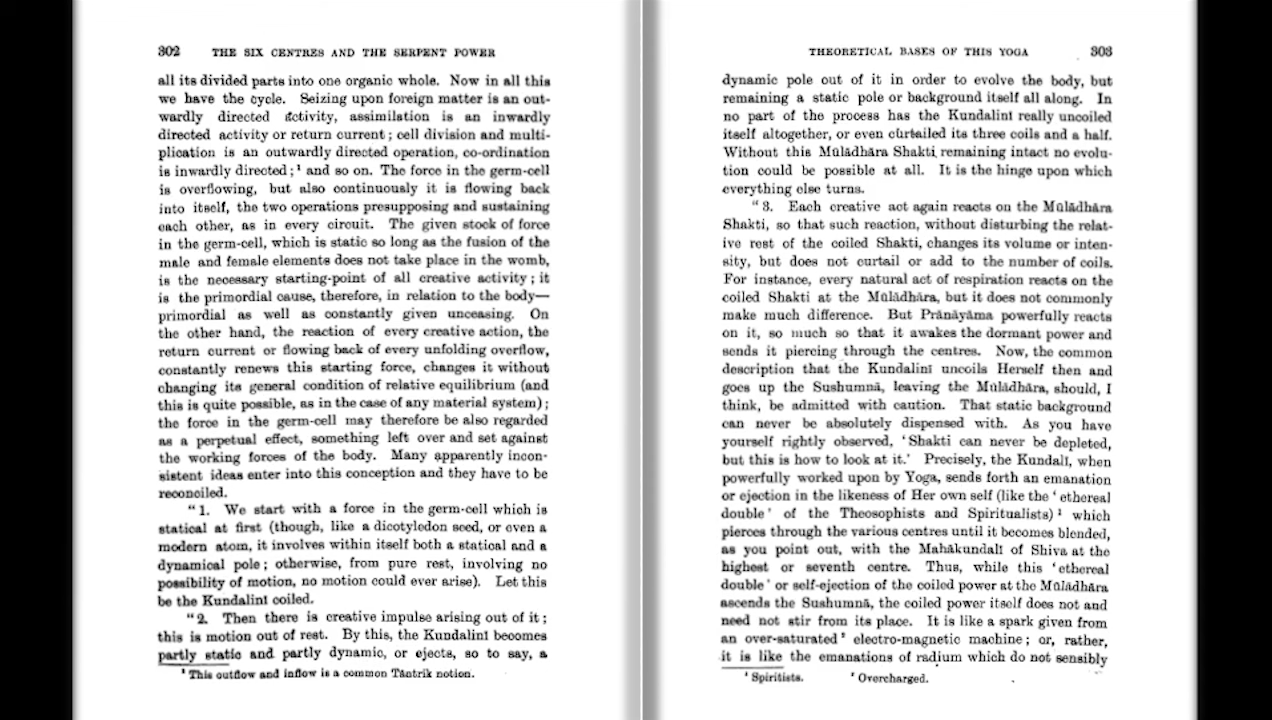 302 THE SIX CENTRES AND THE SERPENT POWER
all its divided parts into one organic whole. Now in all this
we have the cycle. Seizing upon foreign matter is an out-
wardly directed activity, assimilation is an inwardly
directed activity or return current; cell division and multi-
plication is an outwardly directed operation, co-ordination
is inwardly directed;¹ and so on. The force in the germ-cell
is overflowing, but also continuously it is flowing back
into itself, the two operations presupposing and sustaining
each other, as in every circuit. The given stock of force
in the germ-cell, which is static so long as the fusion of the
male and female elements does not take place in the womb,
is the necessary starting-point of all creative activity; it
is the primordial cause, therefore, in relation to the body—
primordial as well as constantly given unceasing. On
the other hand, the reaction of every creative action, the
return current or flowing back of every unfolding overflow,
constantly renews this starting force, changes it without
changing its general condition of relative equilibrium (and
this is quite possible, as in the case of any material system);
the force in the germ-cell may therefore be also regarded
as a perpetual effect, something left over and set against
the working forces of the body. Many apparently incon-
sistent ideas enter into this conception and they have to be
reconciled.
"1. We start with a force in the germ-cell which is
statical at first (though, like a dicotyledon seed, or even a
modern atom, it involves within itself both a statical and a
dynamical pole; otherwise, from pure rest, involving no
possibility of motion, no motion could ever arise). Let this
be the Kundalinī coiled.
"2. Then there is creative impulse arising out of it;
this is motion out of rest. By this, the Kundalinī becomes
partly static and partly dynamic, or ejects, so to say, a
¹ This outflow and inflow is a common Tāntrik notion.
THEORETICAL BASES OF THIS YOGA 303
dynamic pole out of it in order to evolve the body, but
remaining a static pole or background itself all along. In
no part of the process has the Kundalinī really uncoiled
itself altogether, or even curtailed its three coils and a half.
Without this Mūlādhāra Shakti remaining intact no evolu-
tion could be possible at all. It is the hinge upon which
everything else turns.
"3. Each creative act again reacts on the Mūlādhāra
Shakti, so that such reaction, without disturbing the relat-
ive rest of the coiled Shakti, changes its volume or inten-
sity, but does not curtail or add to the number of coils.
For instance, every natural act of respiration reacts on the
coiled Shakti at the Mūlādhāra, but it does not commonly
make much difference. But Prānāyāma powerfully reacts
on it, so much so that it awakes the dormant power and
sends it piercing through the centres. Now, the common
description that the Kundalinī uncoils Herself then and
goes up the Sushumnā, leaving the Mūlādhāra, should, I
think, be admitted with caution. That static background
can never be absolutely dispensed with. As you have
yourself rightly observed, 'Shakti can never be depleted,
but this is how to look at it.' Precisely, the Kundalī, when
powerfully worked upon by Yoga, sends forth an emanation
or ejection in the likeness of Her own self (like the 'ethereal
double' of the Theosophists and Spiritualists)¹ which
pierces through the various centres until it becomes blended,
as you point out, with the Mahākundalī of Shiva at the
highest or seventh centre. Thus, while this 'ethereal
double' or self-ejection of the coiled power at the Mūlādhāra
ascends the Sushumnā, the coiled power itself does not and
need not stir from its place. It is like a spark given from
an over-saturated² electro-magnetic machine; or, rather,
it is like the emanations of radium which do not sensibly
¹ Spiritists. ² Overcharged.